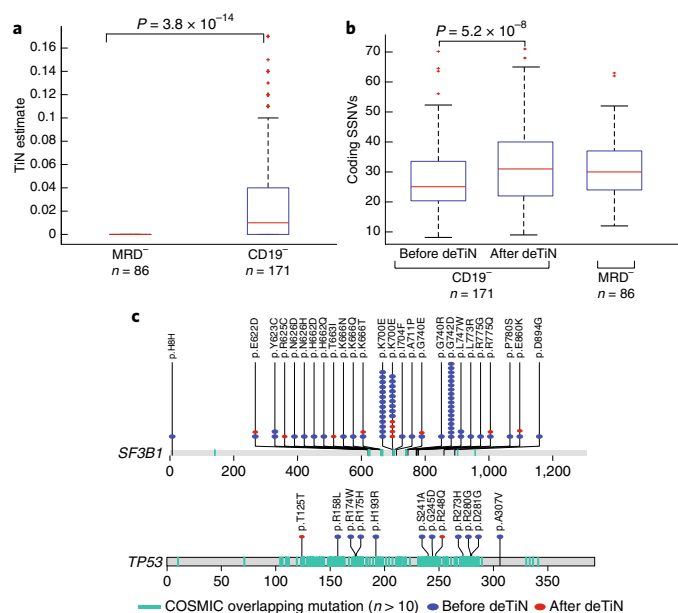 a
P = 3.8 × 10⁻¹⁴
TiN estimate
0.16
0.14
0.12
0.1
0.08
0.06
0.04
0.02
0
MRD⁻
n = 86
CD19⁻
n = 171
b
P = 5.2 × 10⁻⁸
Coding SSNVs
70
60
50
40
30
20
10
Before deTiN
After deTiN
CD19⁻
n = 171
MRD⁻
n = 86
c
p.H8H
p.E622D
p.Y623C
p.R625C
p.N626D
p.N626H
p.H662D
p.H662Q
p.T663I
p.K666N
p.K666Q
p.K666T
p.K700E
p.K700E
p.I704F
p.A711P
p.G740E
p.G740R
p.G742D
p.L747W
p.L773R
p.R775G
p.R775Q
p.P780S
p.E860K
p.D894G
SF3B1
0 200 400 600 800 1,000 1,200
p.T125T
p.R158L
p.R174W
p.R175H
p.H193R
p.S241A
p.G245D
p.R248Q
p.R273H
p.R280G
p.D281G
p.A307V
TP53
0 50 100 150 200 250 300 350
COSMIC overlapping mutation (n > 10) Before deTiN After deTiN